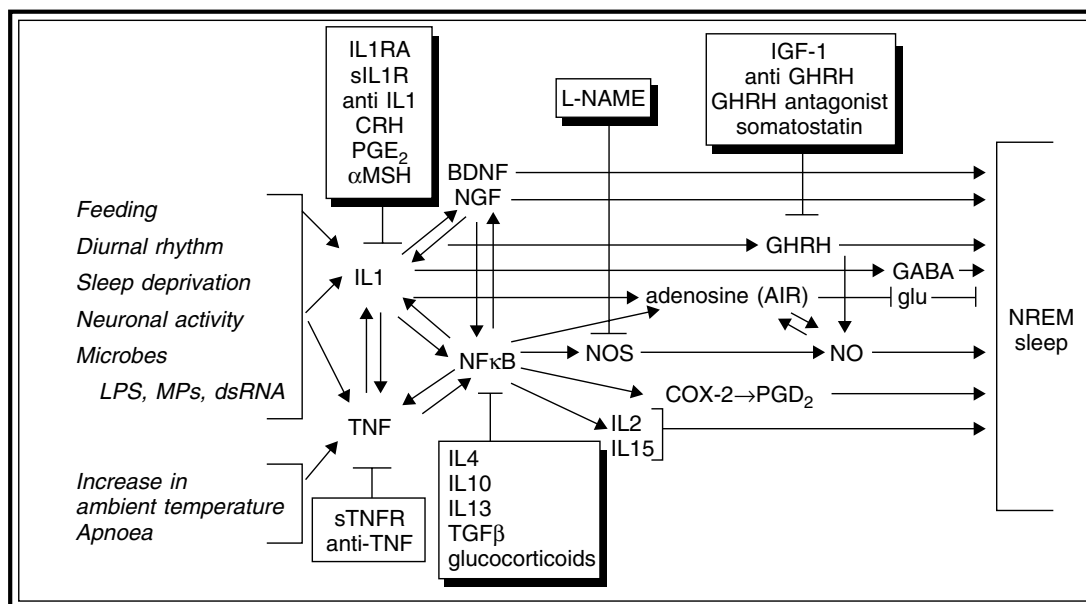 IL1RA
sIL1R
anti IL1
CRH
PGE₂
αMSH
L-NAME
IGF-1
anti GHRH
GHRH antagonist
somatostatin
Feeding
Diurnal rhythm
Sleep deprivation
Neuronal activity
Microbes
LPS, MPs, dsRNA
Increase in
ambient temperature
Apnoea
BDNF
NGF
IL1
NFκB
TNF
GHRH
GABA
adenosine (AIR)
glu
NOS
NO
COX-2→PGD₂
IL2
IL15
NREM
sleep
sTNFR
anti-TNF
IL4
IL10
IL13
TGFβ
glucocorticoids